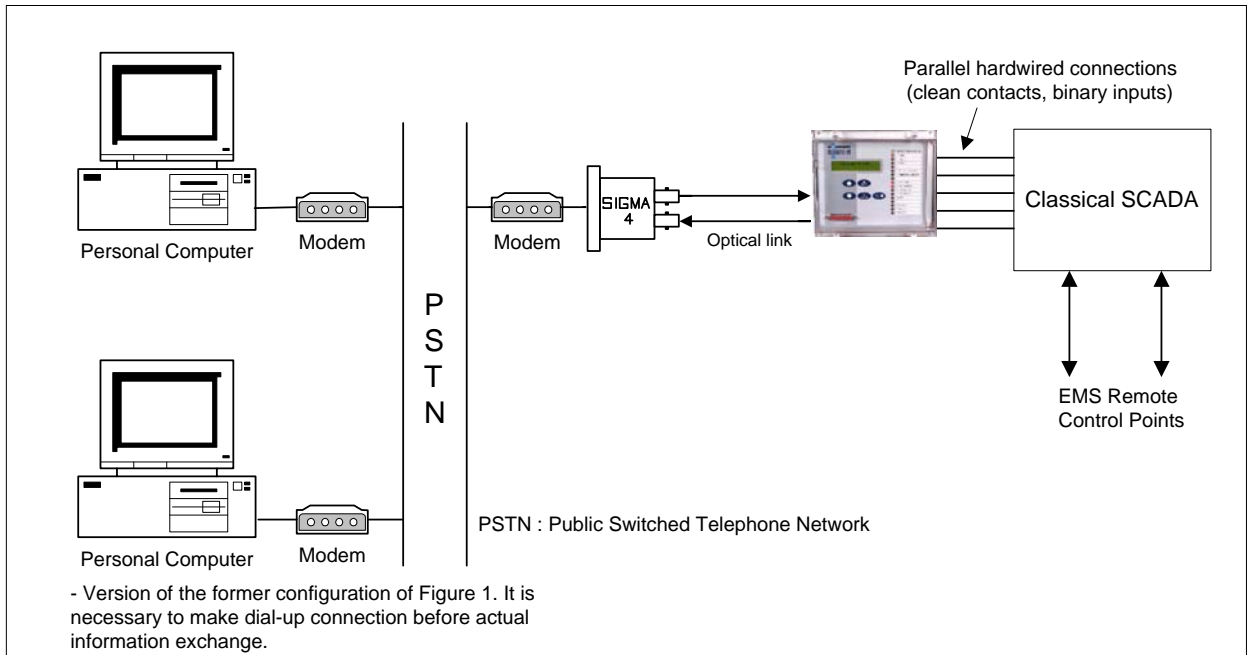 Parallel hardwired connections
(clean contacts, binary inputs)
SIGMA
4
Classical SCADA
Personal Computer
Modem
Modem
Optical link
P
S
T
N
EMS Remote
Control Points
PSTN : Public Switched Telephone Network
Personal Computer
Modem
- Version of the former configuration of Figure 1. It is
necessary to make dial-up connection before actual
information exchange.